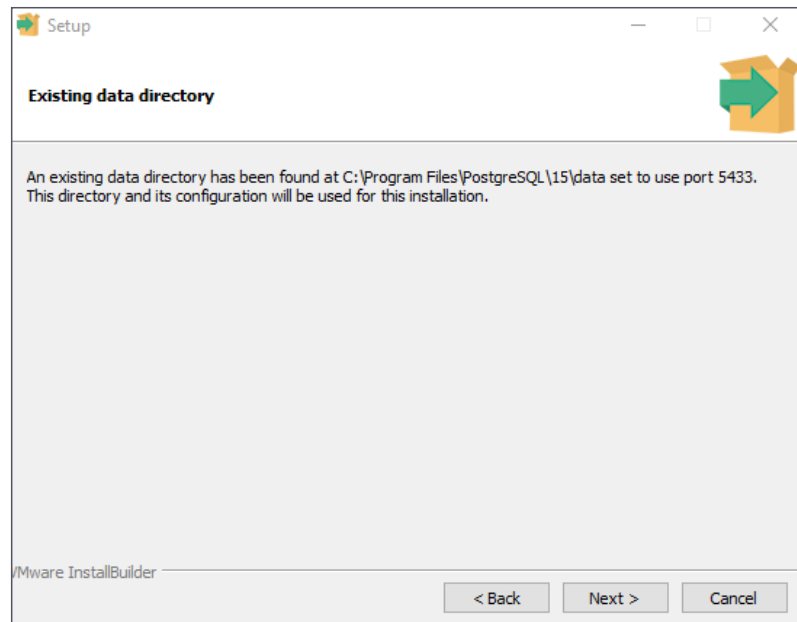 Setup
Existing data directory
An existing data directory has been found at C:\Program Files\PostgreSQL\15\data set to use port 5433.
This directory and its configuration will be used for this installation.
VMware InstallBuilder
< Back
Next >
Cancel